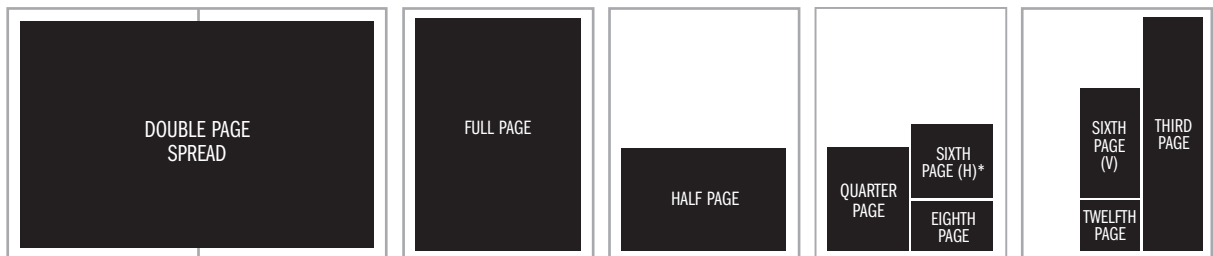 DOUBLE PAGE
SPREAD
FULL PAGE
HALF PAGE
QUARTER
PAGE
SIXTH
PAGE (H)*
EIGHTH
PAGE
SIXTH
PAGE
(V)
TWELFTH
PAGE
THIRD
PAGE